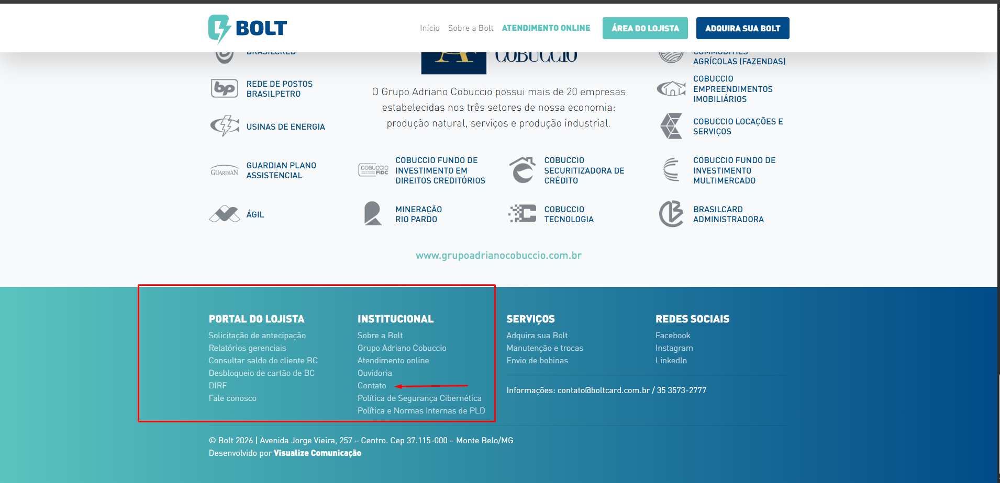 BOLT
Início
Sobre a Bolt
ATENDIMENTO ONLINE
ÁREA DO LOJISTA
ADQUIRA SUA BOLT
BRASILCRED
COBUCCIO
COMMODITIES
AGRÍCOLAS (FAZENDAS)
bp
REDE DE POSTOS
BRASILPETRO
O Grupo Adriano Cobuccio possui mais de 20 empresas
estabelecidas nos três setores de nossa economia:
produção natural, serviços e produção industrial.
COBUCCIO
EMPREENDIMENTOS
IMOBILIÁRIOS
USINAS DE ENERGIA
COBUCCIO LOCAÇÕES E
SERVIÇOS
GUARDIAN
GUARDIAN PLANO
ASSISTENCIAL
COBUCCIO
FIDC
COBUCCIO FUNDO DE
INVESTIMENTO EM
DIREITOS CREDITÓRIOS
COBUCCIO
SECURITIZADORA DE
CRÉDITO
COBUCCIO FUNDO DE
INVESTIMENTO
MULTIMERCADO
ÁGIL
MINERAÇÃO
RIO PARDO
COBUCCIO
TECNOLOGIA
BRASILCARD
ADMINISTRADORA
www.grupoadrianocobuccio.com.br
PORTAL DO LOJISTA
Solicitação de antecipação
Relatórios gerenciais
Consultar saldo do cliente BC
Desbloqueio de cartão de BC
DIRF
Fale conosco
INSTITUCIONAL
Sobre a Bolt
Grupo Adriano Cobuccio
Atendimento online
Ouvidoria
Contato
Política de Segurança Cibernética
Política e Normas Internas de PLD
SERVIÇOS
Adquira sua Bolt
Manutenção e trocas
Envio de bobinas
REDES SOCIAIS
Facebook
Instagram
LinkedIn
Informações: contato@boltcard.com.br / 35 3573-2777
© Bolt 2026 | Avenida Jorge Vieira, 257 – Centro. Cep 37.115-000 – Monte Belo/MG
Desenvolvido por Visualize Comunicação